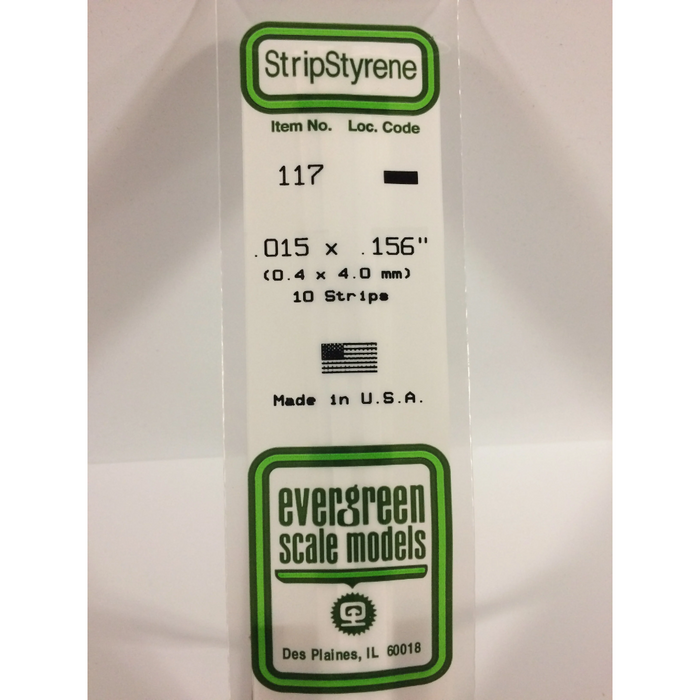 StripStyrene
Item No. Loc. Code
117
.015 x .156"
(0.4 x 4.0 mm)
10 Strips
Made in U.S.A.
evergreen
scale models
Des Plaines, IL 60018